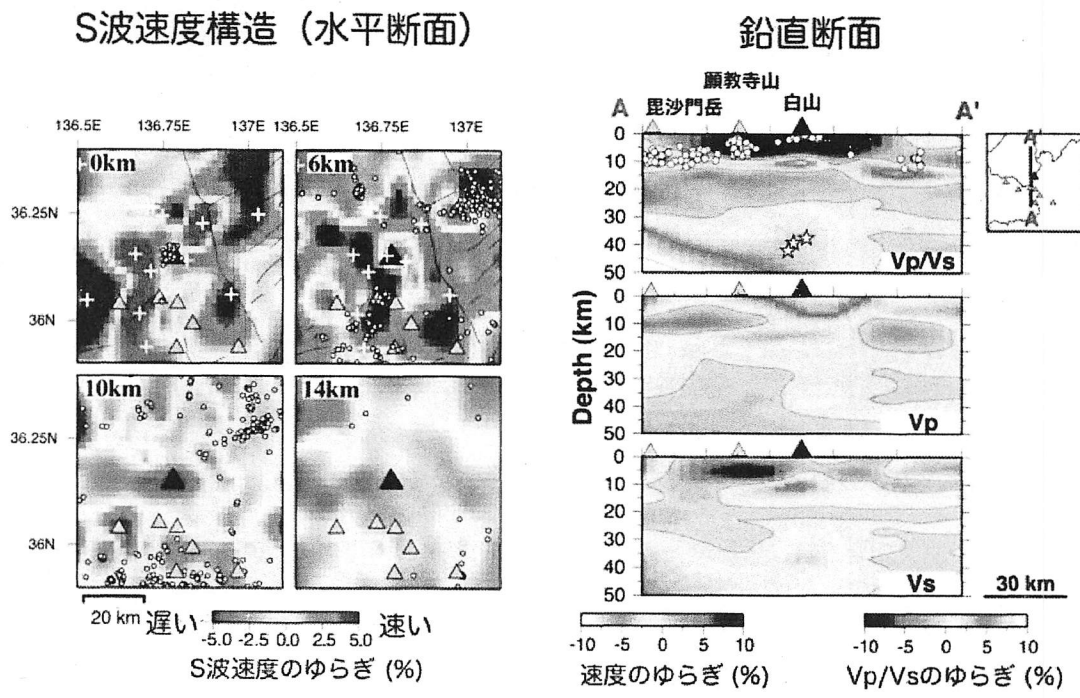 S波速度構造（水平断面）
136.5E 136.75E 137E 136.5E 136.75E 137E
0km
6km
36.25N
36N
10km
14km
36.25N
36N
20 km
遅い
-5.0 -2.5 0.0 2.5 5.0
速い
S波速度のゆらぎ (%)
鉛直断面
願教寺山
A 毘沙門岳 白山 A'
0
10
20
30
40
50
Vp/Vs
A'
A
0
10
20
30
40
50
Vp
Depth (km)
0
10
20
30
40
50
Vs
30 km
-10 -5 0 5 10
速度のゆらぎ (%)
-10 -5 0 5 10
Vp/Vsのゆらぎ (%)